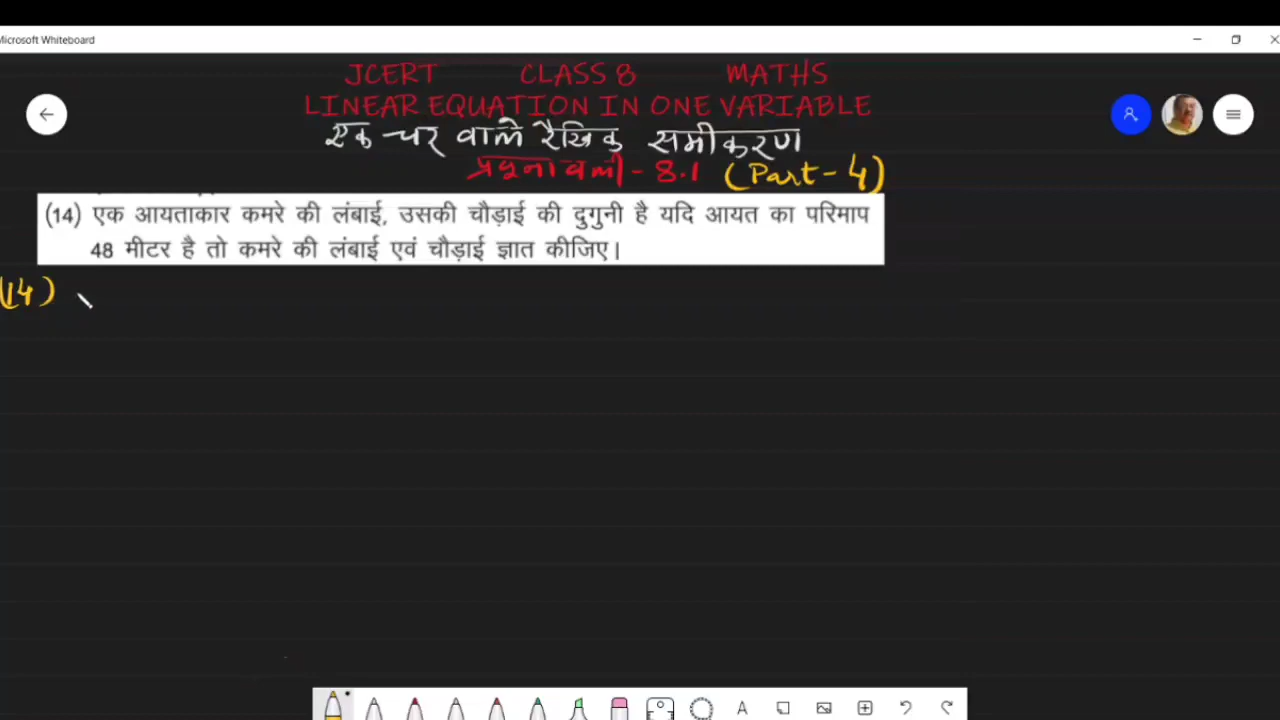 Microsoft Whiteboard
JCERT CLASS 8 MATHS
LINEAR EQUATION IN ONE VARIABLE
एक चर वाले रैखिक समीकरण
प्रश्नावली - 8.1 (Part - 4)
(14) एक आयताकार कमरे की लंबाई, उसकी चौड़ाई की दुगुनी है यदि आयत का परिमाप
48 मीटर है तो कमरे की लंबाई एवं चौड़ाई ज्ञात कीजिए।
(14)